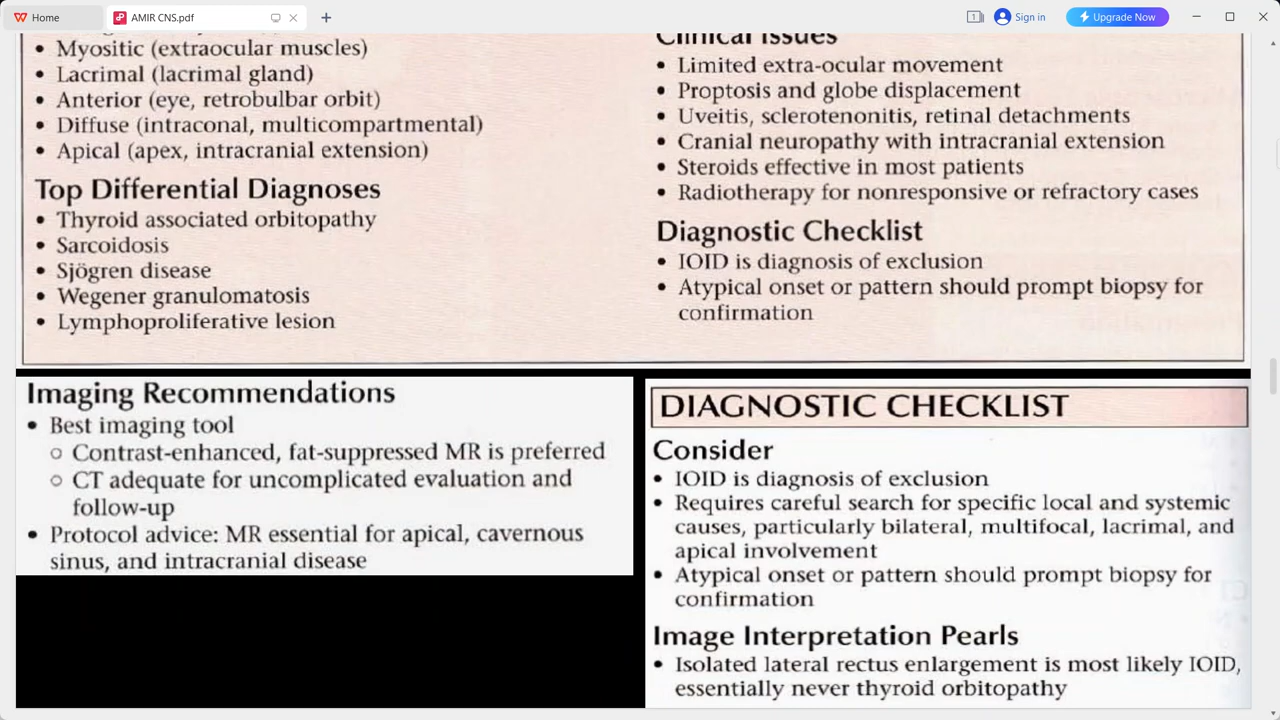 Home
AMIR CNS.pdf
1
Sign in
Upgrade Now
• Myositic (extraocular muscles)
• Lacrimal (lacrimal gland)
• Anterior (eye, retrobulbar orbit)
• Diffuse (intraconal, multicompartmental)
• Apical (apex, intracranial extension)
Top Differential Diagnoses
• Thyroid associated orbitopathy
• Sarcoidosis
• Sjögren disease
• Wegener granulomatosis
• Lymphoproliferative lesion
Clinical Issues
• Limited extra-ocular movement
• Proptosis and globe displacement
• Uveitis, sclerotenonitis, retinal detachments
• Cranial neuropathy with intracranial extension
• Steroids effective in most patients
• Radiotherapy for nonresponsive or refractory cases
Diagnostic Checklist
• IOID is diagnosis of exclusion
• Atypical onset or pattern should prompt biopsy for
confirmation
Imaging Recommendations
• Best imaging tool
○ Contrast-enhanced, fat-suppressed MR is preferred
○ CT adequate for uncomplicated evaluation and
follow-up
• Protocol advice: MR essential for apical, cavernous
sinus, and intracranial disease
DIAGNOSTIC CHECKLIST
Consider
• IOID is diagnosis of exclusion
• Requires careful search for specific local and systemic
causes, particularly bilateral, multifocal, lacrimal, and
apical involvement
• Atypical onset or pattern should prompt biopsy for
confirmation
Image Interpretation Pearls
• Isolated lateral rectus enlargement is most likely IOID,
essentially never thyroid orbitopathy